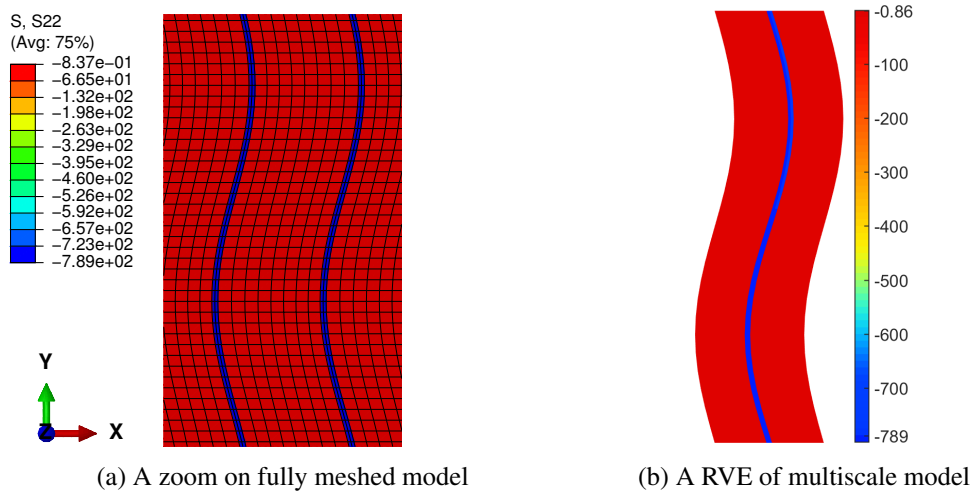 S, S22
(Avg: 75%)
−8.37e−01
−6.65e+01
−1.32e+02
−1.98e+02
−2.63e+02
−3.29e+02
−3.95e+02
−4.60e+02
−5.26e+02
−5.92e+02
−6.57e+02
−7.23e+02
−7.89e+02
Y
Z
X
-0.86
-100
-200
-300
-400
-500
-600
-700
-789
(a) A zoom on fully meshed model
(b) A RVE of multiscale model